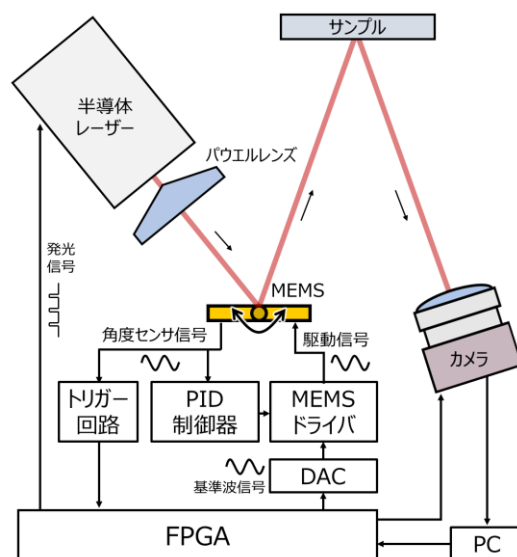 サンプル
半導体
レーザー
パウエルレンズ
発光
信号
MEMS
角度センサ信号
駆動信号
カメラ
トリガー
回路
PID
制御器
MEMS
ドライバ
基準波信号
DAC
FPGA
PC